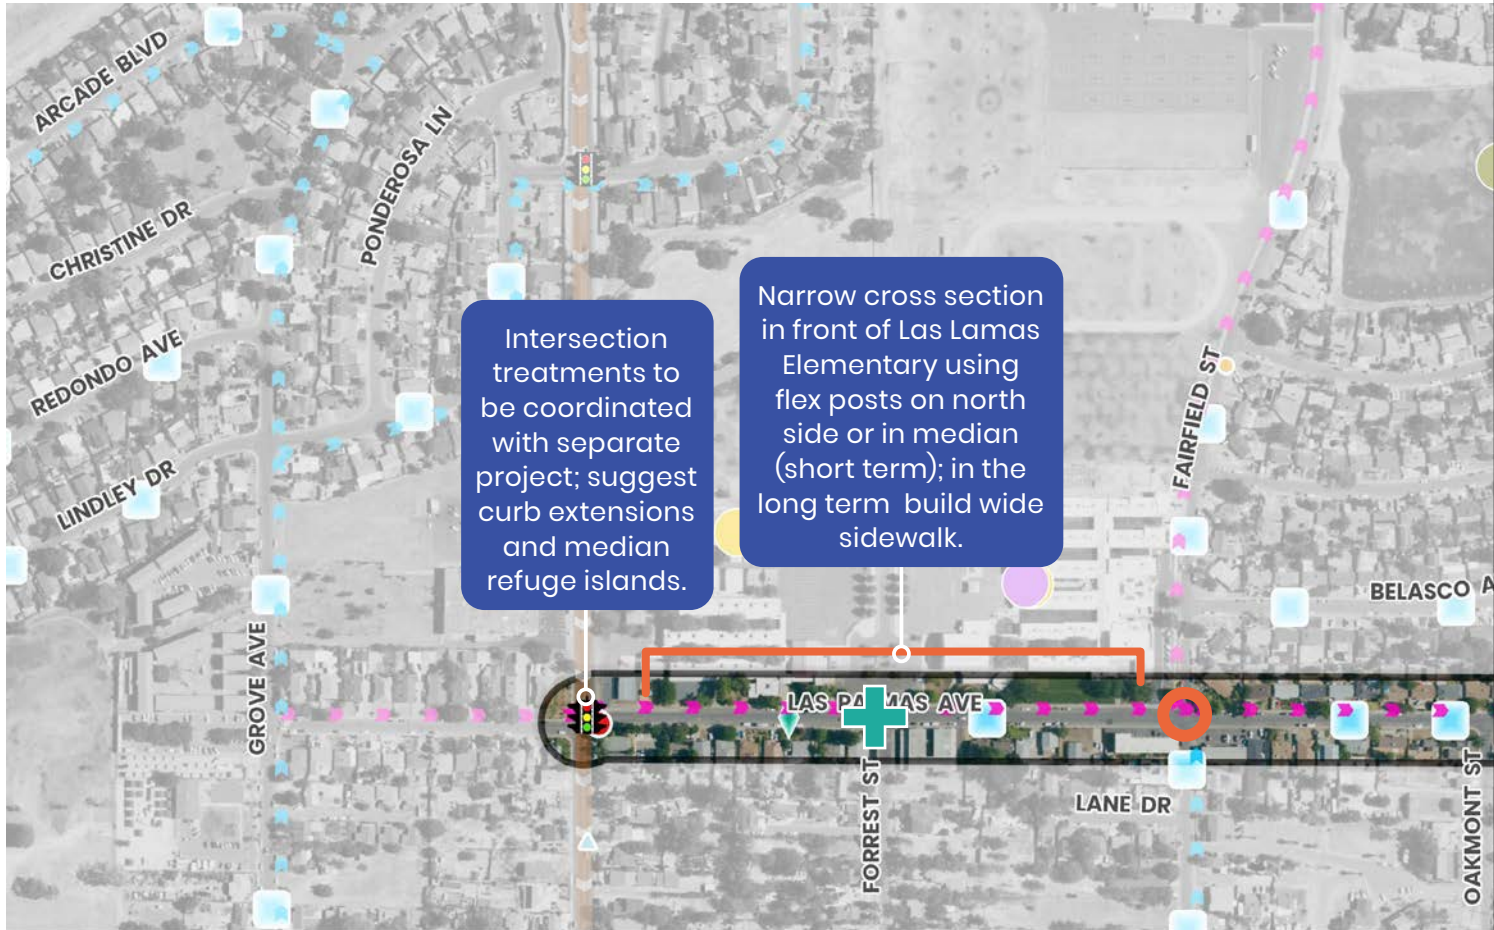 ARCADE BLVD
PONDEROSA LN
CHRISTINE DR
REDONDO AVE
LINDLEY DR
GROVE AVE
Intersection
treatments to
be coordinated
with separate
project; suggest
curb extensions
and median
refuge islands.
Narrow cross section
in front of Las Lamas
Elementary using
flex posts on north
side or in median
(short term); in the
long term build wide
sidewalk.
FAIRFIELD ST
BELASCO A
LAS PALMAS AVE
FORREST ST
LANE DR
OAKMONT ST